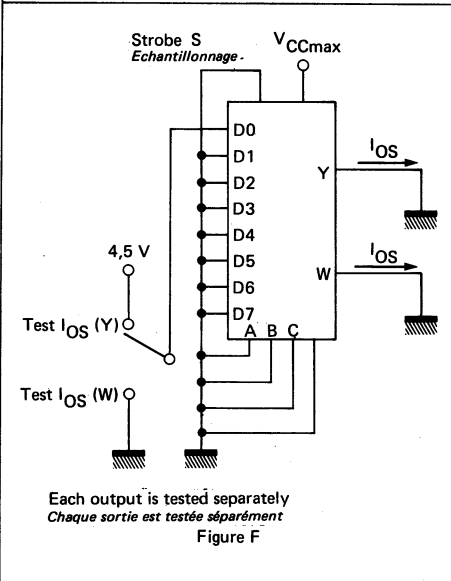 Strobe S
Echantillonnage -
VCCmax
D0
D1
D2
D3
D4
D5
D6
D7
A B C
Y
IOS
W
IOS
4,5 V
Test IOS (Y)
Test IOS (W)
Each output is tested separately
Chaque sortie est testée séparément
Figure F